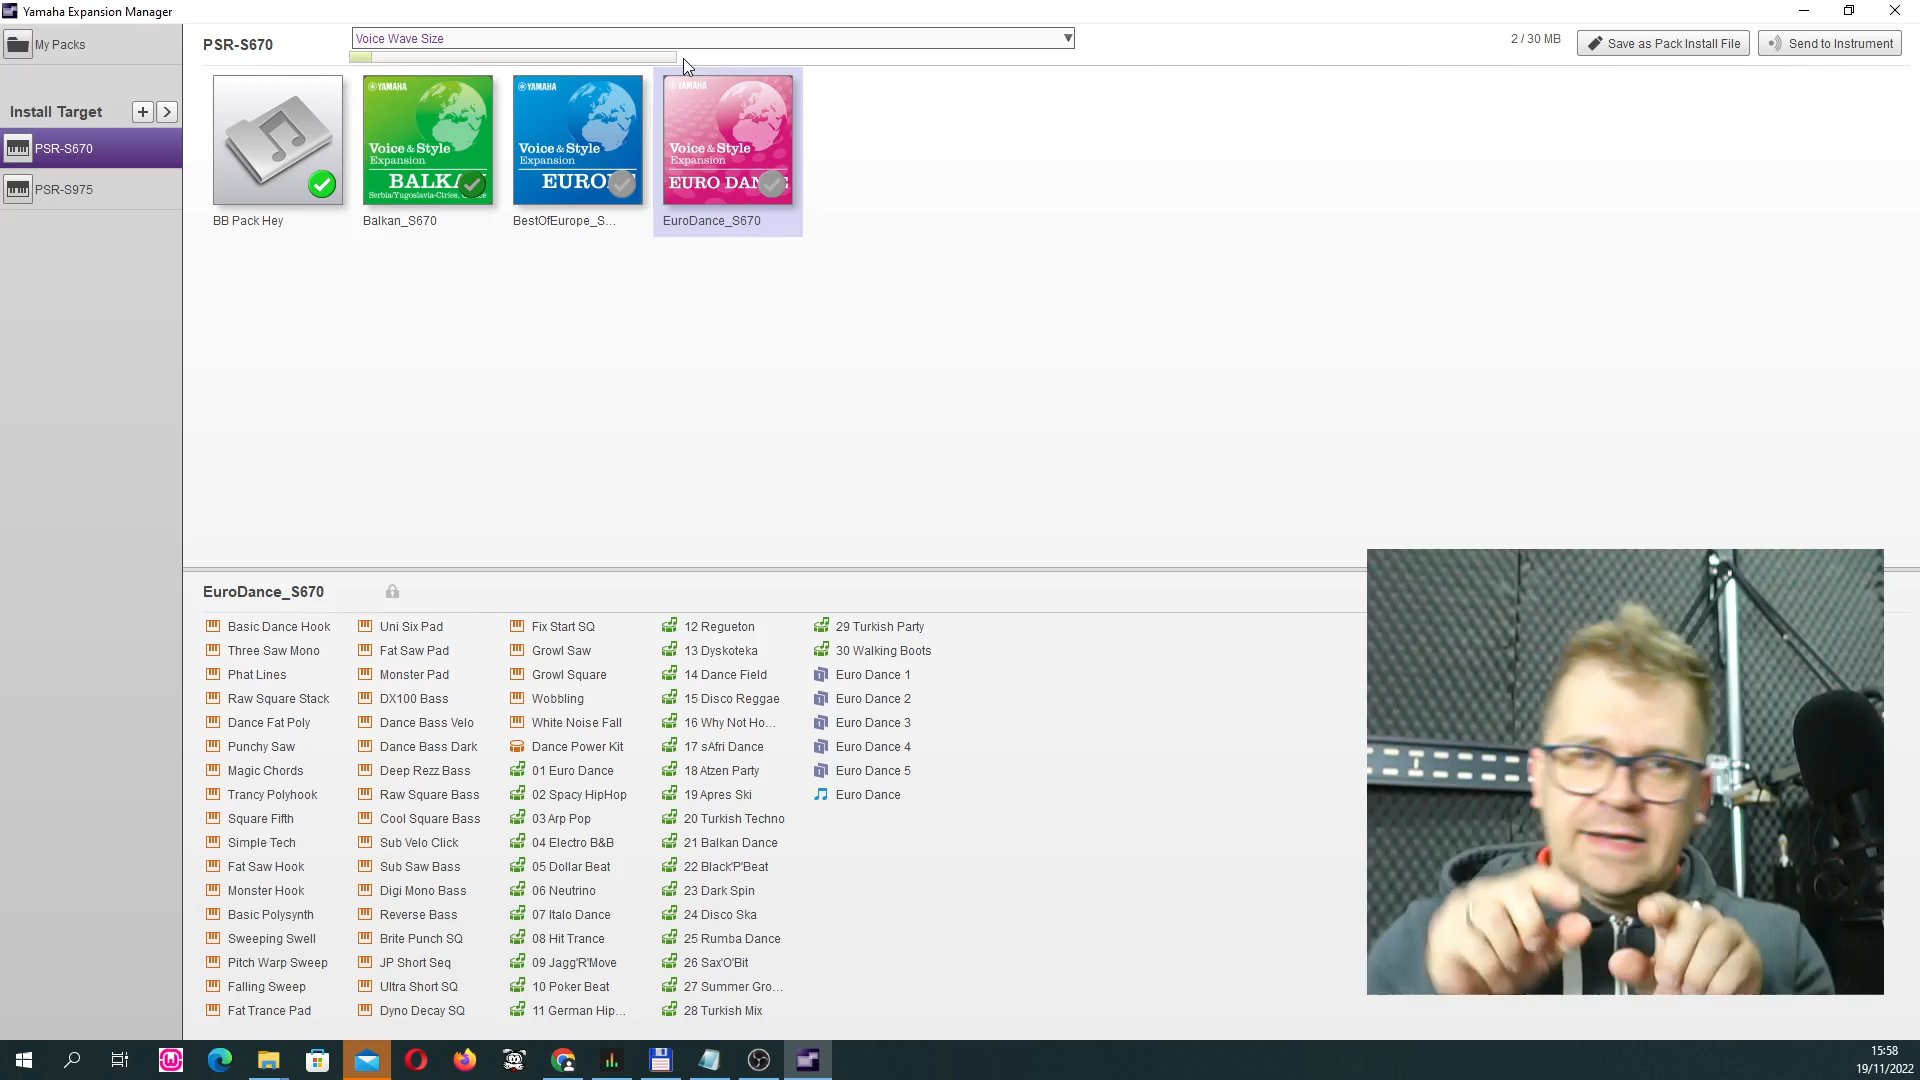 Yamaha Expansion Manager
My Packs
Install Target
PSR-S670
PSR-S975
PSR-S670
Voice Wave Size
2 / 30 MB
Save as Pack Install File
Send to Instrument
YAMAHA
Voice & Style
Expansion
YAMAHA
Voice & Style
Expansion
YAMAHA
Voice & Style
Expansion
BB Pack Hey
Balkan_S670
BestOfEurope_S...
EuroDance_S670
EuroDance_S670
Basic Dance Hook
Three Saw Mono
Phat Lines
Raw Square Stack
Dance Fat Poly
Punchy Saw
Magic Chords
Trancy Polyhook
Square Fifth
Simple Tech
Fat Saw Hook
Monster Hook
Basic Polysynth
Sweeping Swell
Pitch Warp Sweep
Falling Sweep
Fat Trance Pad
Uni Six Pad
Fat Saw Pad
Monster Pad
DX100 Bass
Dance Bass Velo
Dance Bass Dark
Deep Rezz Bass
Raw Square Bass
Cool Square Bass
Sub Velo Click
Sub Saw Bass
Digi Mono Bass
Reverse Bass
Brite Punch SQ
JP Short Seq
Ultra Short SQ
Dyno Decay SQ
Fix Start SQ
Growl Saw
Growl Square
Wobbling
White Noise Fall
Dance Power Kit
01 Euro Dance
02 Spacy HipHop
03 Arp Pop
04 Electro B&B
05 Dollar Beat
06 Neutrino
07 Italo Dance
08 Hit Trance
09 Jagg'R'Move
10 Poker Beat
11 German Hip...
12 Regueton
13 Dyskoteka
14 Dance Field
15 Disco Reggae
16 Why Not Ho...
17 sAfri Dance
18 Atzen Party
19 Apres Ski
20 Turkish Techno
21 Balkan Dance
22 Black'P'Beat
23 Dark Spin
24 Disco Ska
25 Rumba Dance
26 Sax'O'Bit
27 Summer Gro...
28 Turkish Mix
29 Turkish Party
30 Walking Boots
Euro Dance 1
Euro Dance 2
Euro Dance 3
Euro Dance 4
Euro Dance 5
Euro Dance
15:58
19/11/2022